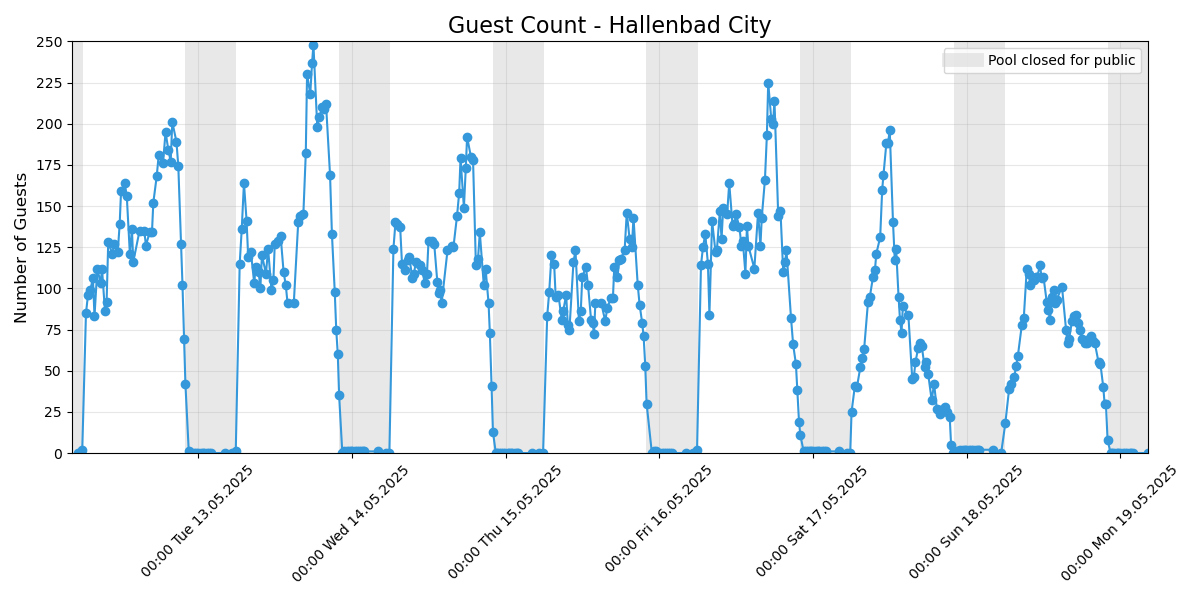 Guest Count - Hallenbad City
Pool closed for public
Number of Guests
250
225
200
175
150
125
100
75
50
25
0
00:00 Tue 13.05.2025
00:00 Wed 14.05.2025
00:00 Thu 15.05.2025
00:00 Fri 16.05.2025
00:00 Sat 17.05.2025
00:00 Sun 18.05.2025
00:00 Mon 19.05.2025